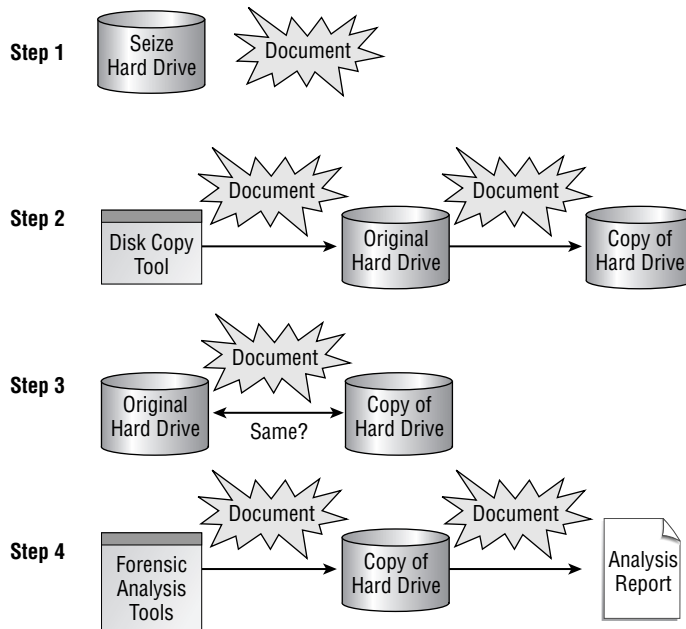 Step 1
Seize
Hard Drive
Document
Step 2
Disk Copy
Tool
Document
Original
Hard Drive
Document
Copy of
Hard Drive
Step 3
Original
Hard Drive
Document
Same?
Copy of
Hard Drive
Step 4
Forensic
Analysis
Tools
Document
Copy of
Hard Drive
Document
Analysis
Report